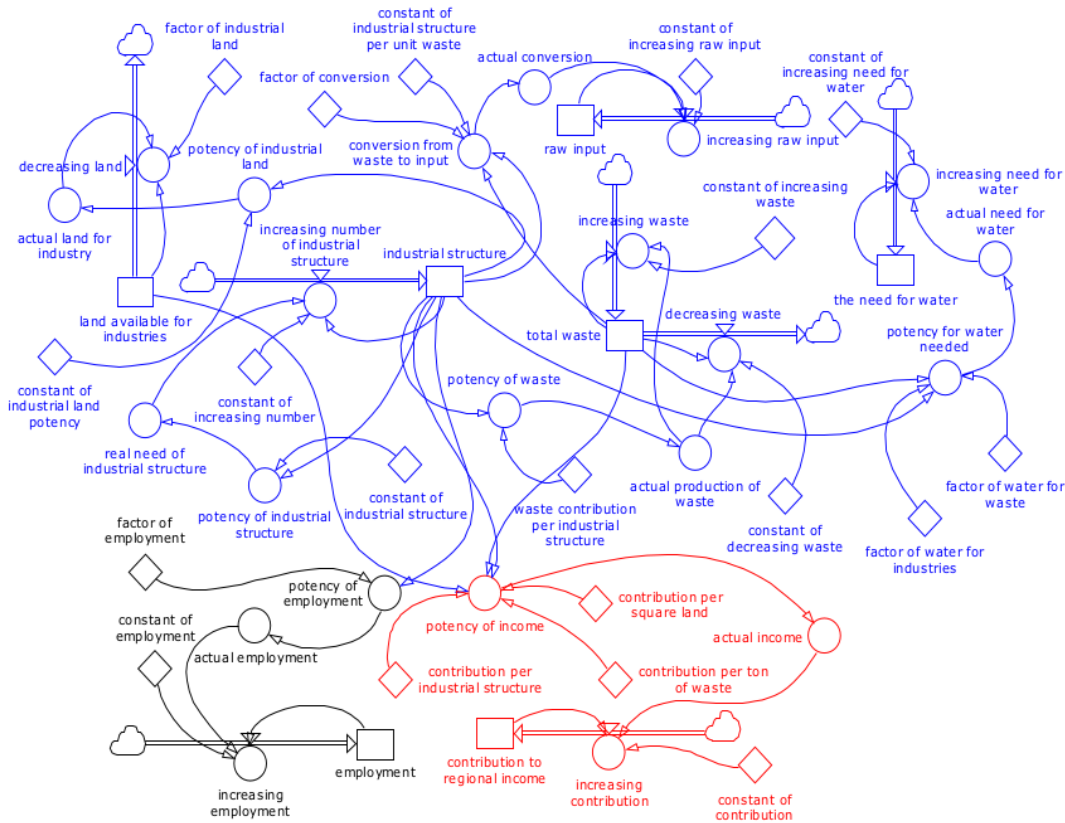 factor of industrial
land
constant of
industrial structure
per unit waste
factor of conversion
actual conversion
constant of
increasing raw input
constant of
increasing need for
water
decreasing land
potency of industrial
land
conversion from
waste to input
raw input
increasing raw input
actual land for
industry
increasing number
of industrial
structure
industrial structure
increasing waste
constant of increasing
waste
increasing need for
water
actual need for
water
the need for water
land available for
industries
total waste
decreasing waste
potency for water
needed
constant of
industrial land
potency
constant of
increasing number
potency of waste
real need of
industrial structure
potency of industrial
structure
constant of
industrial structure
waste contribution
per industrial
structure
actual production of
waste
constant of
decreasing waste
factor of water for
waste
factor of water for
industries
factor of
employment
potency of
employment
constant of
employment
actual employment
potency of income
contribution per
square land
actual income
contribution per
industrial structure
contribution per ton
of waste
increasing
employment
employment
contribution to
regional income
increasing
contribution
constant of
contribution